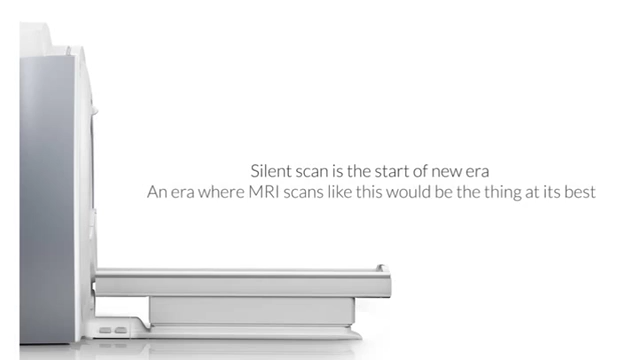 Silent scan is the start of new era
An era where MRI scans like this would be the thing at its best